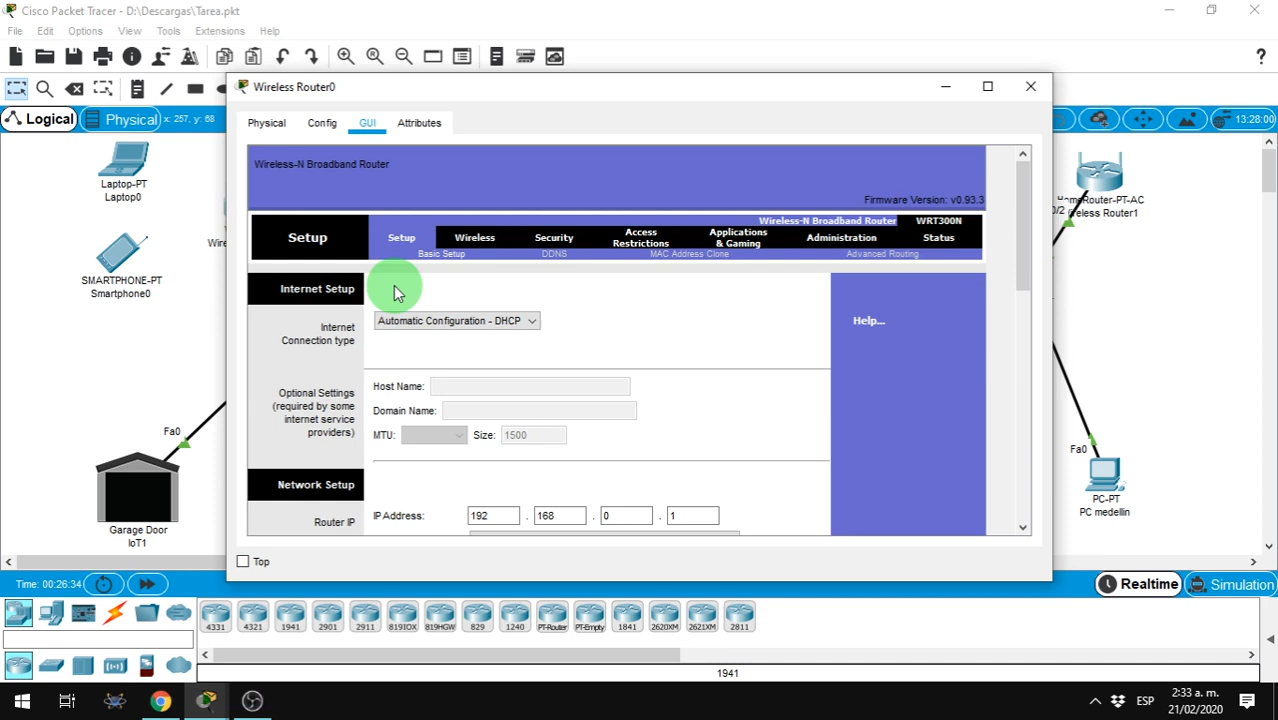 Cisco Packet Tracer - D:\Descargas\Tarea.pkt
File Edit Options View Tools Extensions Help
Wireless Router0
Logical Physical x: 257, y: 68
13:28:00
Physical Config GUI Attributes
Wireless-N Broadband Router
Firmware Version: v0.93.3
Wireless-N Broadband Router WRT300N
Setup
Setup Wireless Security Access Restrictions Applications & Gaming Administration Status
Basic Setup DDNS MAC Address Clone Advanced Routing
Internet Setup
Internet Connection type
Automatic Configuration - DHCP
Help...
Optional Settings
(required by some
internet service
providers)
Host Name:
Domain Name:
MTU: Size: 1500
Network Setup
Router IP
IP Address: 192 . 168 . 0 . 1
Top
Laptop-PT
Laptop0
SMARTPHONE-PT
Smartphone0
Fa0
Garage Door
IoT1
Router-PT-AC
Router1
Fa0
PC-PT
PC medellin
Time: 00:26:34
Realtime Simulation
4331 4321 1941 2901 2911 819IOX 819HGW 829 1240 PT-Router PT-Empty 1841 2620XM 2621XM 2811
1941
ESP
2:33 a. m.
21/02/2020